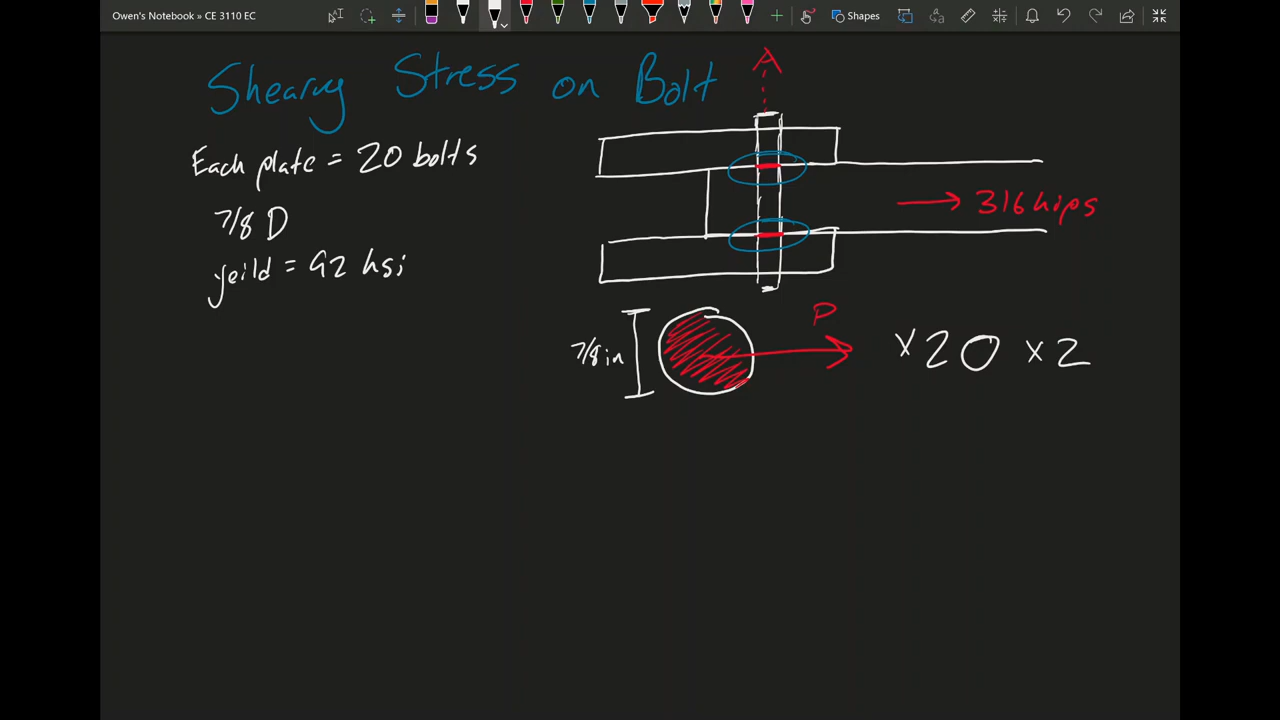 Owen's Notebook » CE 3110 EC
Shapes
Shearing Stress on Bolt
A
Each plate = 20 bolts
7/8 D
yeild = 92 ksi
316 kips
7/8 in
P
x 20 x 2